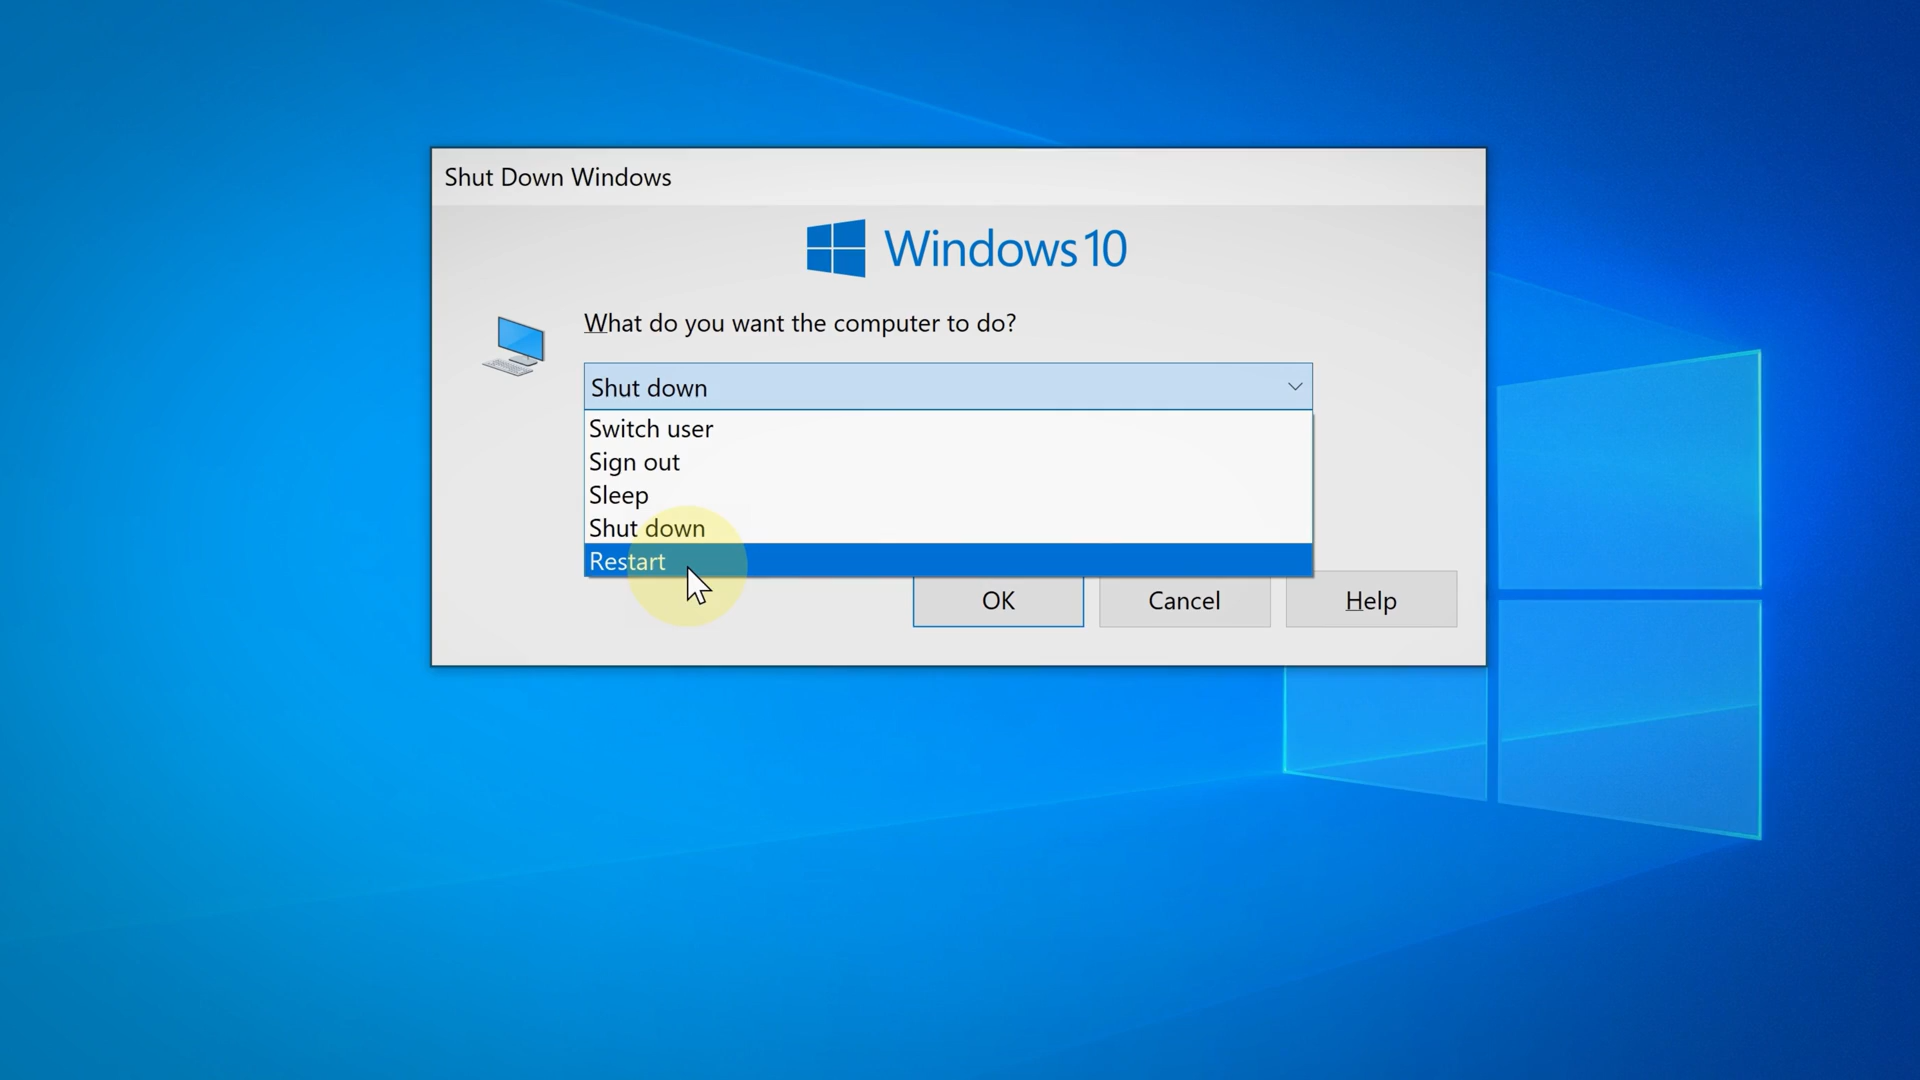 Shut Down Windows
Windows 10
What do you want the computer to do?
Shut down
Switch user
Sign out
Sleep
Shut down
Restart
OK Cancel Help